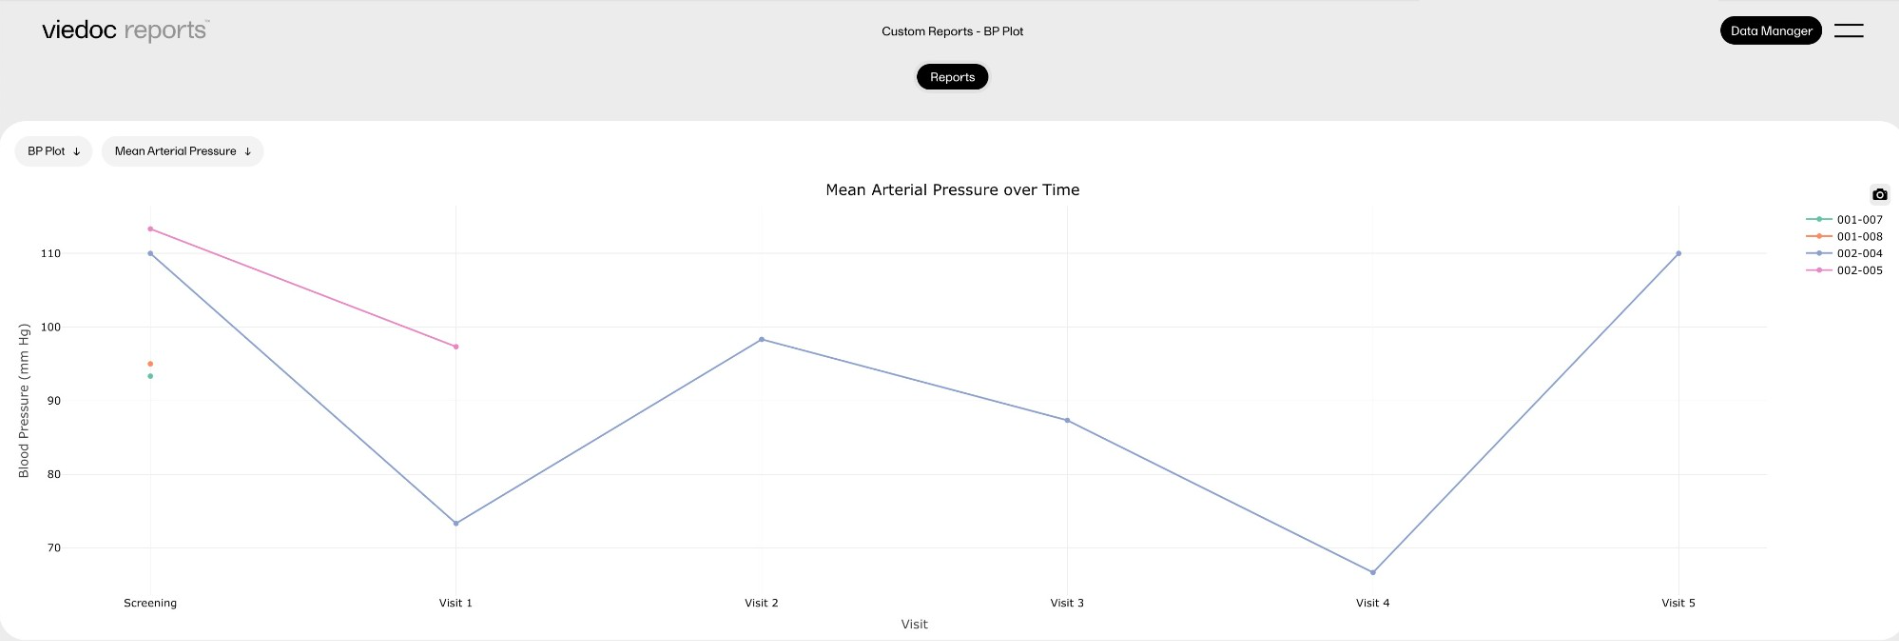 viedoc reports™
Custom Reports - BP Plot
Data Manager
Reports
BP Plot ↓
Mean Arterial Pressure ↓
Mean Arterial Pressure over Time
001-007
001-008
002-004
002-005
Blood Pressure (mm Hg)
110
100
90
80
70
Screening
Visit 1
Visit 2
Visit 3
Visit 4
Visit 5
Visit